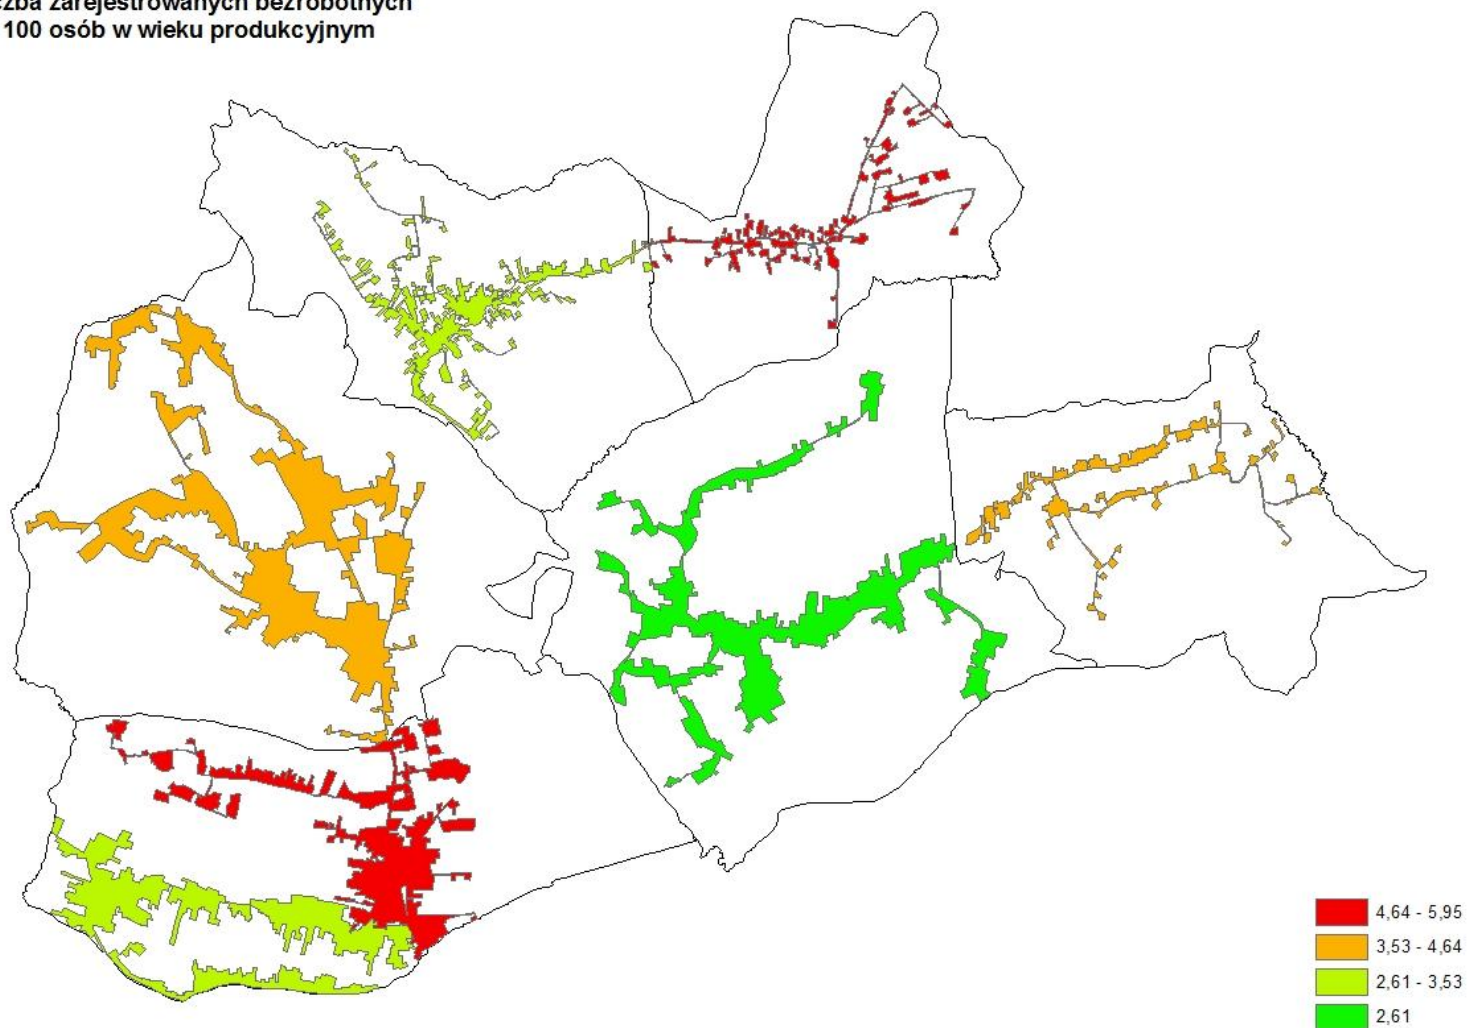 zba zarejestrowanych bezrobotnych
100 osób w wieku produkcyjnym
4,64 - 5,95
3,53 - 4,64
2,61 - 3,53
2,61